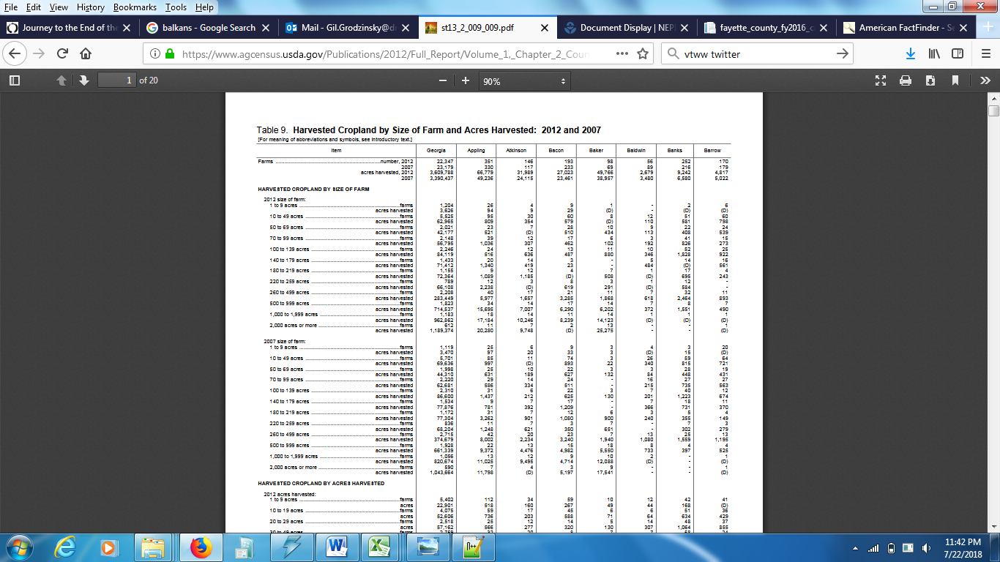 File Edit View History Bookmarks Tools Help
Journey to the End of the balkans - Google Search Mail - Gil.Grodzinsky@d st13_2_009_009.pdf Document Display | NEP fayette_county_fy2016_ American FactFinder - Se
https://www.agcensus.usda.gov/Publications/2012/Full_Report/Volume_1,_Chapter_2_Coun vtww twitter
1 of 20 90%
Table 9. Harvested Cropland by Size of Farm and Acres Harvested: 2012 and 2007
[For meaning of abbreviations and symbols, see introductory text.]
Item Georgia Appling Atkinson Bacon Baker Baldwin Banks Barrow
Farms number, 2012 22,347 351 146 193 98 56 252 170
2007 23,179 330 117 233 69 89 216 179
acres harvested, 2012 3,609,788 66,779 31,989 27,023 49,766 2,679 9,242 4,817
2007 3,390,437 49,236 24,115 23,461 38,957 3,480 6,580 5,022
HARVESTED CROPLAND BY SIZE OF FARM
2012 size of farm:
1 to 9 acres farms 1,204 26 4 9 1 - 2 6
acres harvested 3,626 94 9 29 (D) - (D) (D)
10 to 49 acres farms 5,525 95 30 60 8 12 51 60
acres harvested 62,965 809 354 579 (D) 110 581 798
50 to 69 acres farms 2,021 23 7 28 10 9 22 24
acres harvested 42,177 521 (D) 510 434 113 408 539
70 to 99 acres farms 2,148 39 12 17 6 3 41 15
acres harvested 56,795 1,036 307 462 102 192 826 273
100 to 139 acres farms 2,246 24 12 13 11 10 52 25
acres harvested 84,119 516 636 487 880 346 1,828 922
140 to 179 acres farms 1,433 20 14 3 - 5 14 16
acres harvested 71,412 1,340 419 23 - 484 (D) 561
180 to 219 acres farms 1,155 9 12 4 7 1 17 4
acres harvested 72,364 1,089 1,185 (D) 508 (D) 695 243
220 to 259 acres farms 789 12 3 8 3 1 12 -
acres harvested 66,108 2,238 (D) 619 291 (D) 584 -
260 to 499 acres farms 2,208 40 17 21 11 7 32 11
acres harvested 283,449 5,977 1,657 3,285 1,868 618 2,464 893
500 to 999 acres farms 1,823 34 14 17 14 7 8 7
acres harvested 714,537 15,695 7,007 6,290 6,202 372 1,551 490
1,000 to 1,999 acres farms 1,183 18 14 11 14 1 1 1
acres harvested 962,862 17,184 10,246 8,239 14,123 (D) (D) (D)
2,000 acres or more farms 612 11 7 2 13 - - 1
acres harvested 1,189,374 20,280 9,748 (D) 25,275 - - (D)
2007 size of farm:
1 to 9 acres farms 1,119 25 6 9 3 4 3 20
acres harvested 3,470 97 20 33 3 (D) 15 (D)
10 to 49 acres farms 5,701 85 11 74 3 26 59 64
acres harvested 69,636 997 (D) 893 22 340 815 721
50 to 69 acres farms 1,998 25 10 22 3 3 28 19
acres harvested 44,310 631 189 627 132 84 448 431
70 to 99 acres farms 2,220 29 14 24 - 16 27 27
acres harvested 62,681 586 334 511 - 215 735 563
100 to 139 acres farms 2,310 31 6 22 3 7 40 12
acres harvested 86,600 1,437 212 625 130 201 1,223 674
140 to 179 acres farms 1,534 9 7 17 - 7 18 11
acres harvested 77,876 781 392 1,209 - 366 731 370
180 to 219 acres farms 1,172 31 7 12 6 3 5 4
acres harvested 77,304 3,262 901 1,080 900 240 355 149
220 to 259 acres farms 836 11 7 3 7 - 7 3
acres harvested 68,204 1,248 621 350 651 - 302 279
260 to 499 acres farms 2,715 42 20 23 7 13 25 13
acres harvested 374,679 8,002 2,234 3,240 1,940 1,080 1,559 1,195
500 to 999 acres farms 1,928 22 13 15 18 8 4 4
acres harvested 661,339 9,372 4,476 4,982 5,550 733 397 525
1,000 to 1,999 acres farms 1,056 13 12 9 10 2 - 1
acres harvested 820,674 11,025 9,495 4,714 12,088 (D) - (D)
2,000 acres or more farms 590 7 4 3 9 - - 1
acres harvested 1,043,664 11,798 (D) 5,197 17,541 - - (D)
HARVESTED CROPLAND BY ACRES HARVESTED
2012 acres harvested:
1 to 9 acres farms 5,402 112 34 59 10 12 42 41
acres 22,901 518 160 267 49 44 168 (D)
10 to 19 acres farms 4,075 59 17 45 6 6 51 36
acres 52,606 736 203 588 71 64 634 429
20 to 29 acres farms 2,518 25 12 14 5 14 48 37
acres 57,162 566 277 320 130 307 1,064 855
11:42 PM
7/22/2018